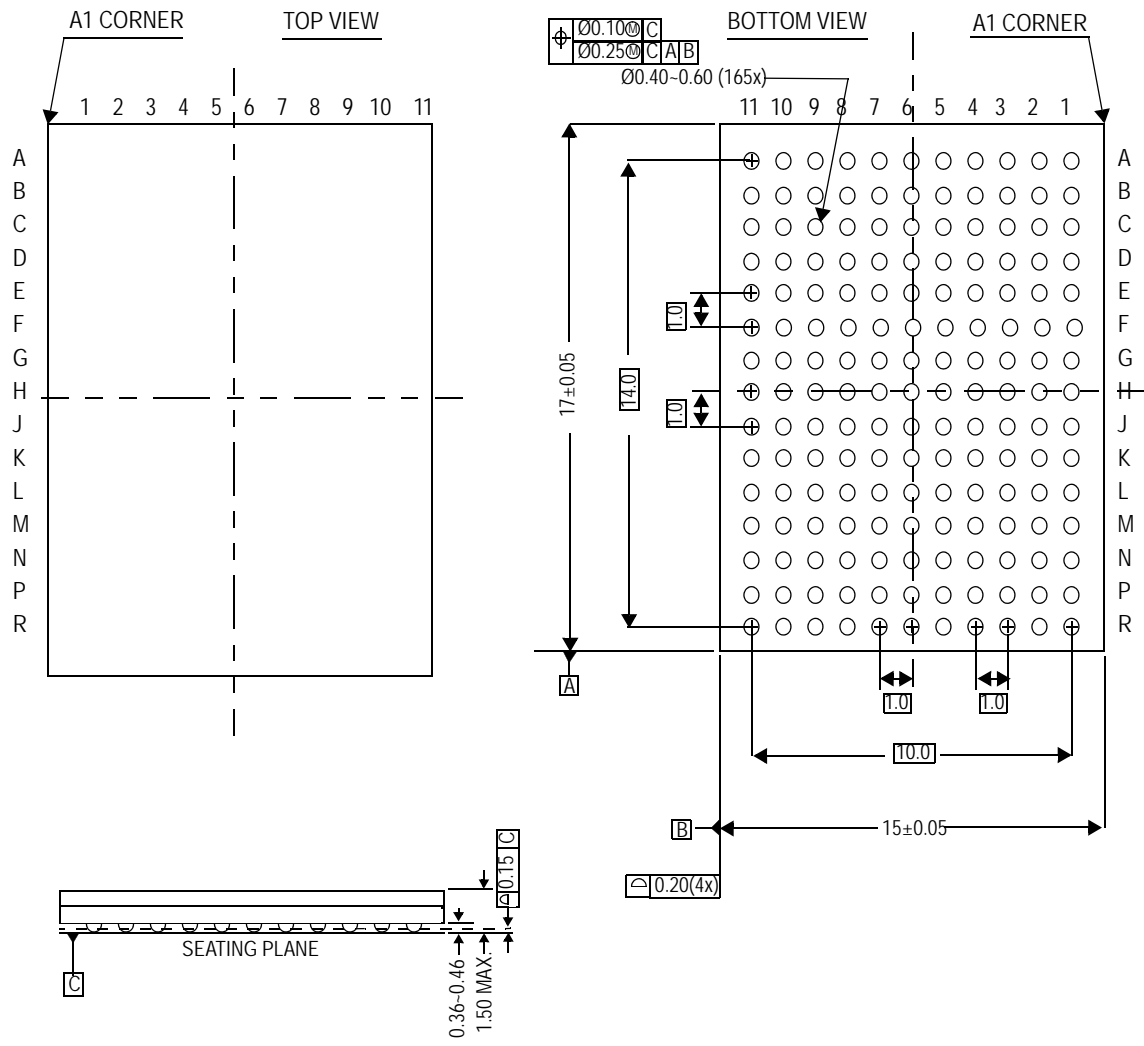 A1 CORNER
TOP VIEW
1 2 3 4 5 6 7 8 9 10 11
A
B
C
D
E
F
G
H
J
K
L
M
N
P
R
Ø0.10Ⓜ C
Ø0.25Ⓜ C A B
Ø0.40~0.60 (165x)
BOTTOM VIEW
A1 CORNER
11 10 9 8 7 6 5 4 3 2 1
A
B
C
D
E
F
G
H
J
K
L
M
N
P
R
17±0.05
14.0
1.0
1.0
A
1.0
1.0
10.0
B
15±0.05
0.20(4x)
0.15 C
SEATING PLANE
C
0.36~0.46
1.50 MAX.